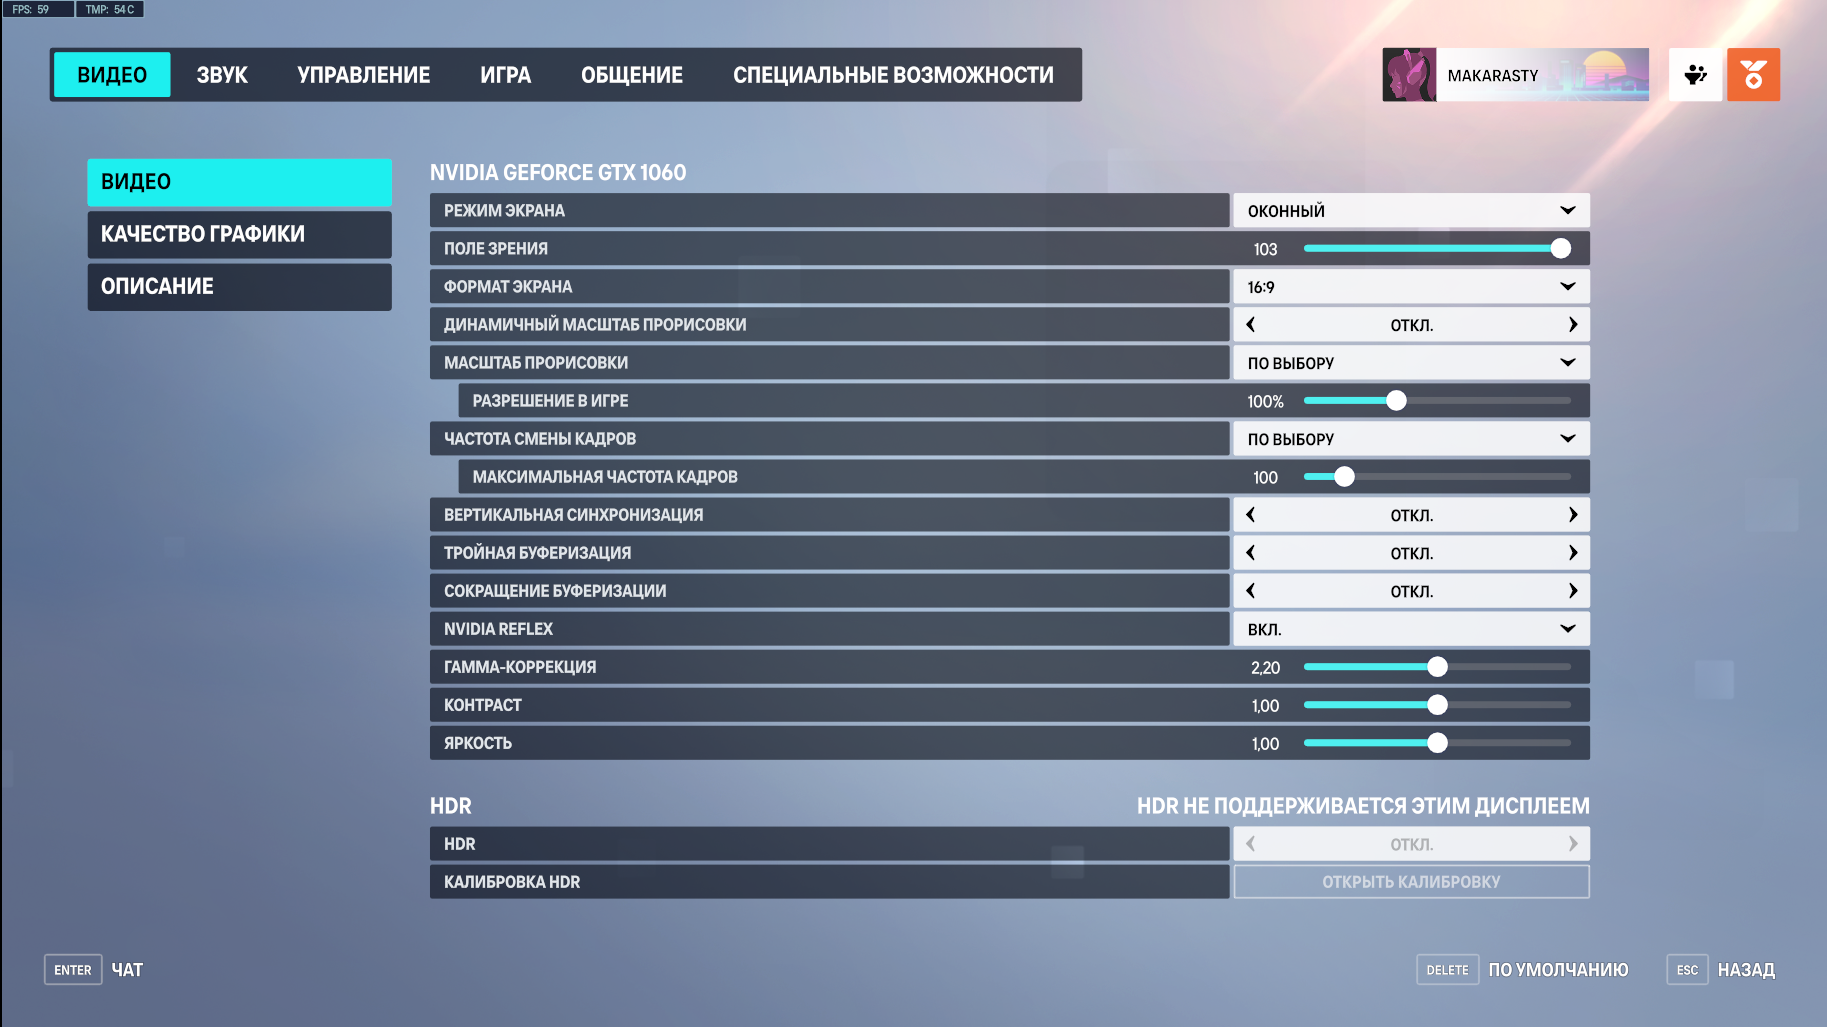 FPS: 59 TMP: 54 C
ВИДЕО ЗВУК УПРАВЛЕНИЕ ИГРА ОБЩЕНИЕ СПЕЦИАЛЬНЫЕ ВОЗМОЖНОСТИ MAKARASTY
ВИДЕО
КАЧЕСТВО ГРАФИКИ
ОПИСАНИЕ
NVIDIA GEFORCE GTX 1060
РЕЖИМ ЭКРАНА ОКОННЫЙ
ПОЛЕ ЗРЕНИЯ 103
ФОРМАТ ЭКРАНА 16:9
ДИНАМИЧНЫЙ МАСШТАБ ПРОРИСОВКИ ОТКЛ.
МАСШТАБ ПРОРИСОВКИ ПО ВЫБОРУ
РАЗРЕШЕНИЕ В ИГРЕ 100%
ЧАСТОТА СМЕНЫ КАДРОВ ПО ВЫБОРУ
МАКСИМАЛЬНАЯ ЧАСТОТА КАДРОВ 100
ВЕРТИКАЛЬНАЯ СИНХРОНИЗАЦИЯ ОТКЛ.
ТРОЙНАЯ БУФЕРИЗАЦИЯ ОТКЛ.
СОКРАЩЕНИЕ БУФЕРИЗАЦИИ ОТКЛ.
NVIDIA REFLEX ВКЛ.
ГАММА-КОРРЕКЦИЯ 2,20
КОНТРАСТ 1,00
ЯРКОСТЬ 1,00
HDR HDR НЕ ПОДДЕРЖИВАЕТСЯ ЭТИМ ДИСПЛЕЕМ
HDR ОТКЛ.
КАЛИБРОВКА HDR ОТКРЫТЬ КАЛИБРОВКУ
ENTER ЧАТ DELETE ПО УМОЛЧАНИЮ ESC НАЗАД